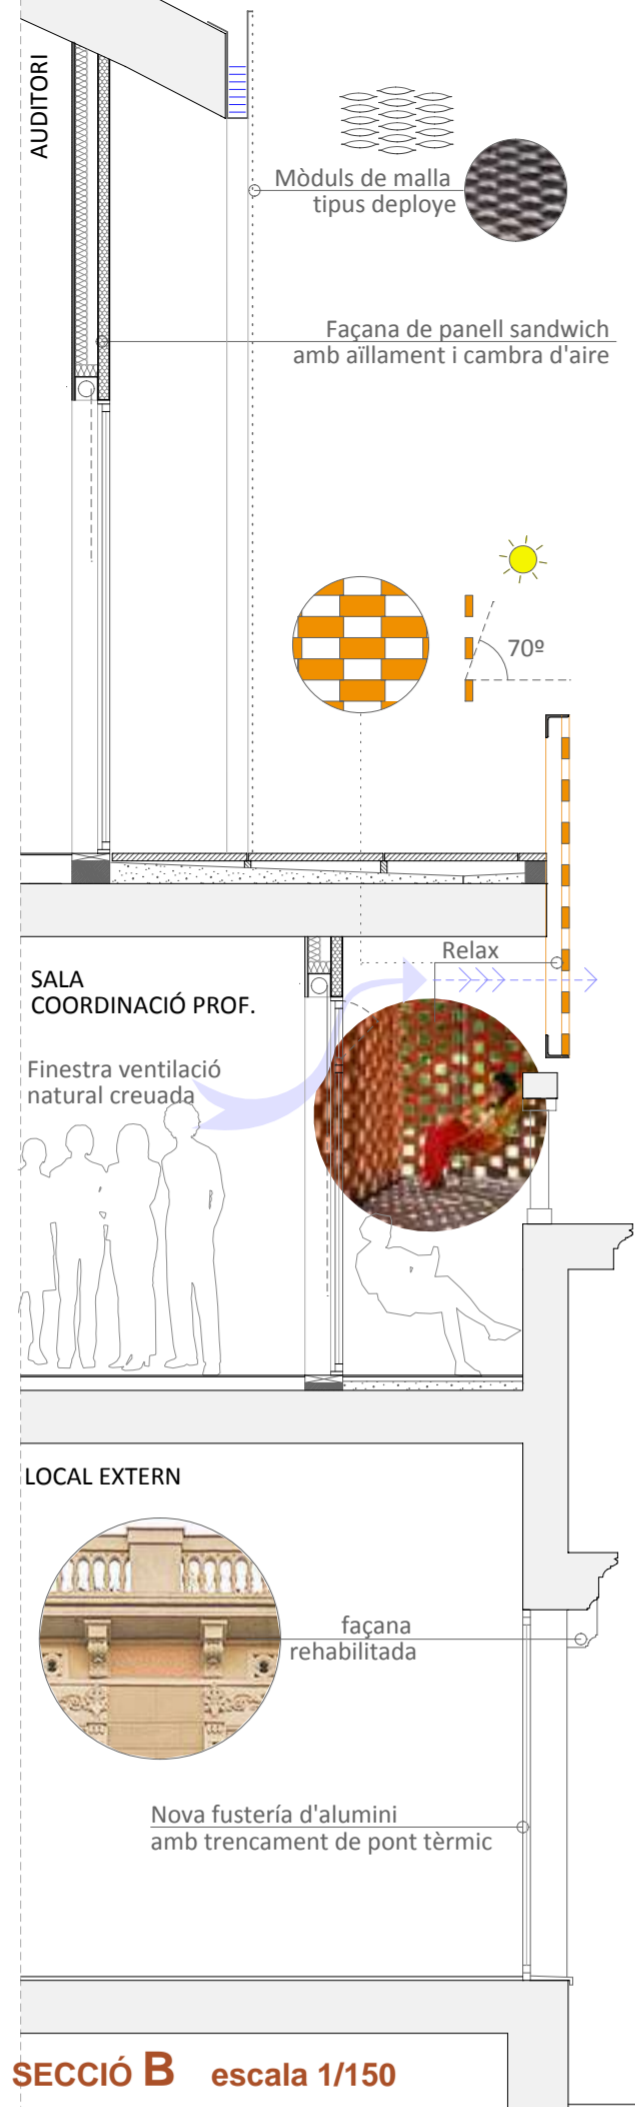 AUDITORI
Mòduls de malla
tipus deploye
Façana de panell sandwich
amb aïllament i cambra d'aire
70º
Relax
SALA
COORDINACIÓ PROF.
Finestra ventilació
natural creuada
LOCAL EXTERN
façana
rehabilitada
Nova fustería d'alumini
amb trencament de pont tèrmic
SECCIÓ B escala 1/150